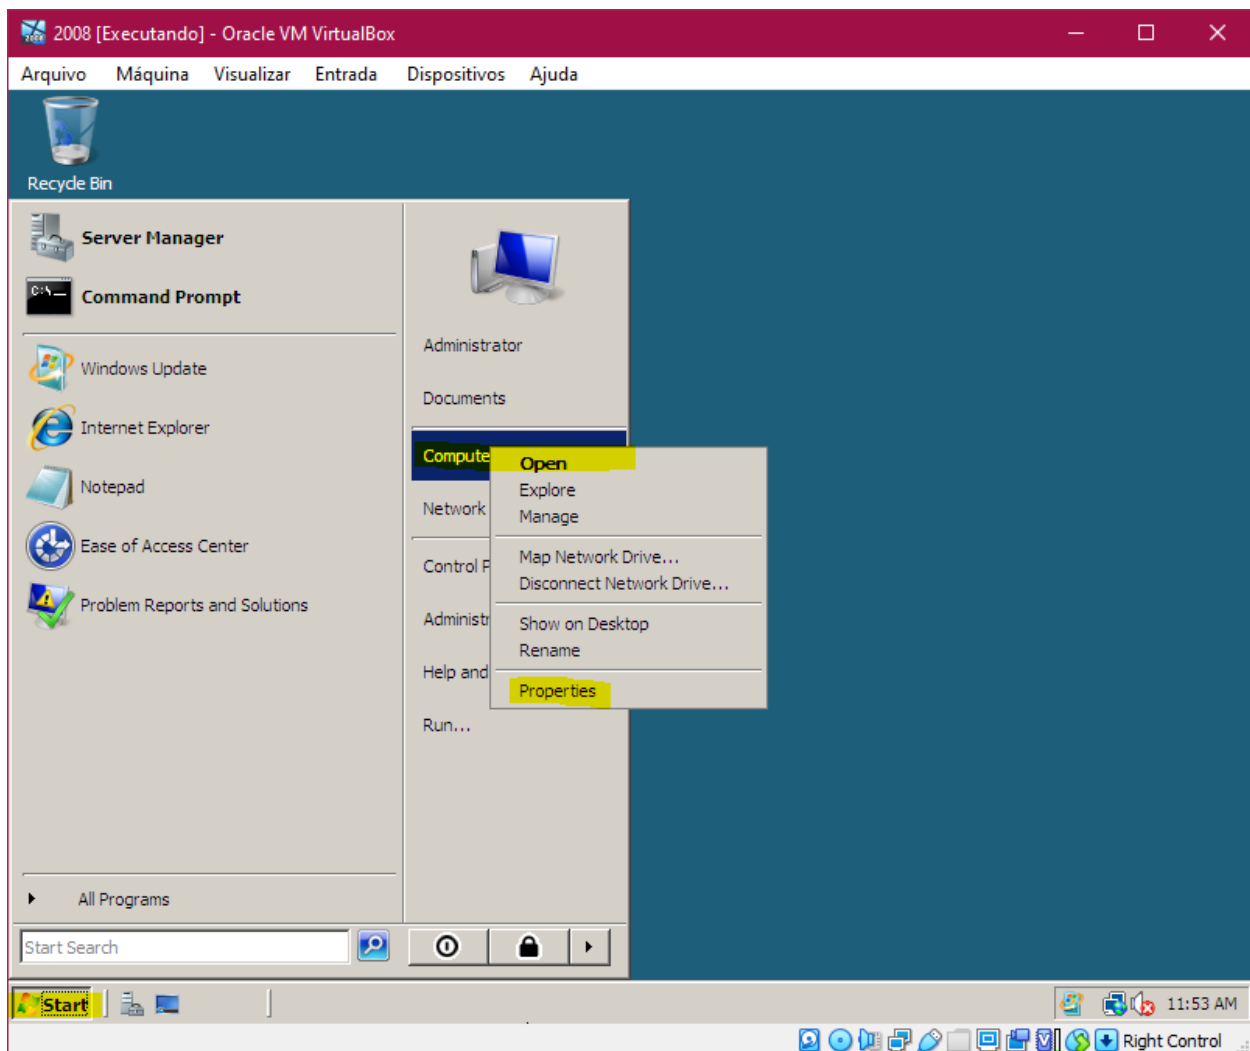 2008 [Executando] - Oracle VM VirtualBox
Arquivo Máquina Visualizar Entrada Dispositivos Ajuda
Recycle Bin
Server Manager
Command Prompt
Windows Update
Internet Explorer
Notepad
Ease of Access Center
Problem Reports and Solutions
All Programs
Start Search
Administrator
Documents
Compute
Network
Control P
Administr
Help and
Run...
Open
Explore
Manage
Map Network Drive...
Disconnect Network Drive...
Show on Desktop
Rename
Properties
Start
11:53 AM
Right Control